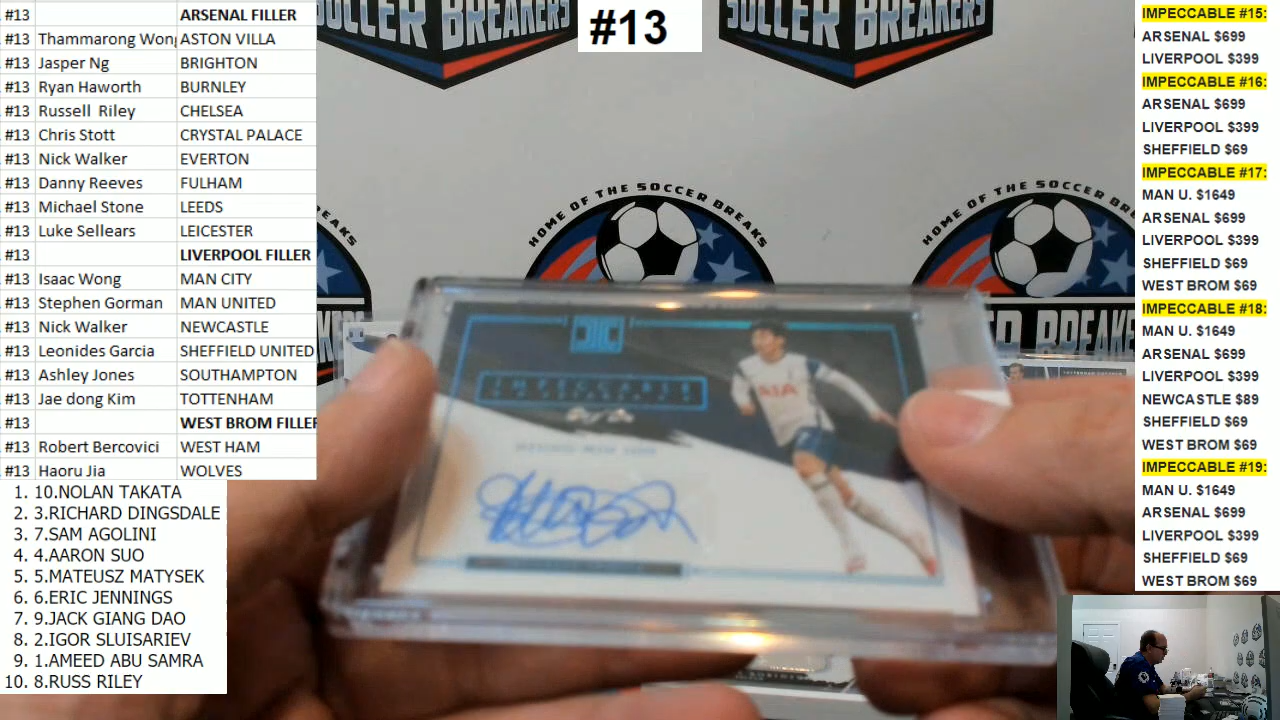 #13 ARSENAL FILLER
#13 Thammarong Wong ASTON VILLA
#13 Jasper Ng BRIGHTON
#13 Ryan Haworth BURNLEY
#13 Russell Riley CHELSEA
#13 Chris Stott CRYSTAL PALACE
#13 Nick Walker EVERTON
#13 Danny Reeves FULHAM
#13 Michael Stone LEEDS
#13 Luke Sellears LEICESTER
#13 LIVERPOOL FILLER
#13 Isaac Wong MAN CITY
#13 Stephen Gorman MAN UNITED
#13 Nick Walker NEWCASTLE
#13 Leonides Garcia SHEFFIELD UNITED
#13 Ashley Jones SOUTHAMPTON
#13 Jae dong Kim TOTTENHAM
#13 WEST BROM FILLER
#13 Robert Bercovici WEST HAM
#13 Haoru Jia WOLVES
1. 10.NOLAN TAKATA
2. 3.RICHARD DINGSDALE
3. 7.SAM AGOLINI
4. 4.AARON SUO
5. 5.MATEUSZ MATYSEK
6. 6.ERIC JENNINGS
7. 9.JACK GIANG DAO
8. 2.IGOR SLUISARIEV
9. 1.AMEED ABU SAMRA
10. 8.RUSS RILEY
SOCCER BREAKERS
#13
SOCCER BREAKERS
HOME OF THE SOCCER BREAKS
HOME OF THE SOCCER BREAKS
SOCCER BREAKERS
IMPECCABLE
AIA
IMPECCABLE #15:
ARSENAL $699
LIVERPOOL $399
IMPECCABLE #16:
ARSENAL $699
LIVERPOOL $399
SHEFFIELD $69
IMPECCABLE #17:
MAN U. $1649
ARSENAL $699
LIVERPOOL $399
SHEFFIELD $69
WEST BROM $69
IMPECCABLE #18:
MAN U. $1649
ARSENAL $699
LIVERPOOL $399
NEWCASTLE $89
SHEFFIELD $69
WEST BROM $69
IMPECCABLE #19:
MAN U. $1649
ARSENAL $699
LIVERPOOL $399
SHEFFIELD $69
WEST BROM $69